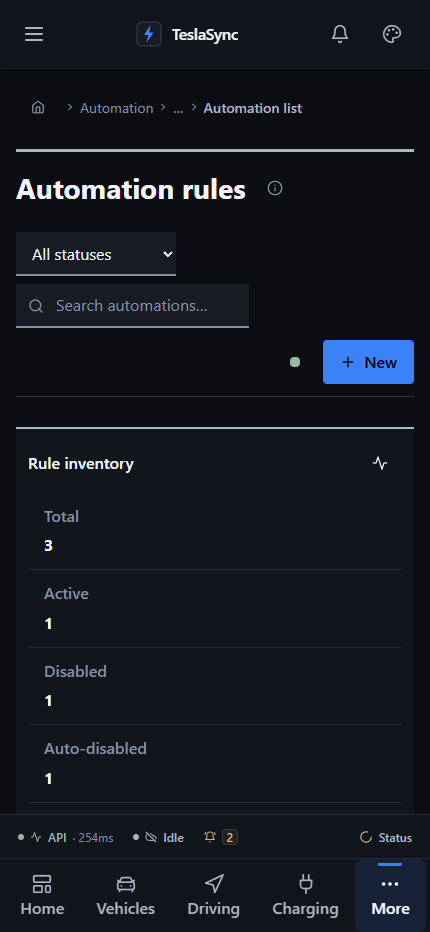 TeslaSync
Automation ... Automation list
Automation rules
All statuses
Search automations...
New
Rule inventory
Total
3
Active
1
Disabled
1
Auto-disabled
1
API · 254ms Idle 2 Status
Home Vehicles Driving Charging More